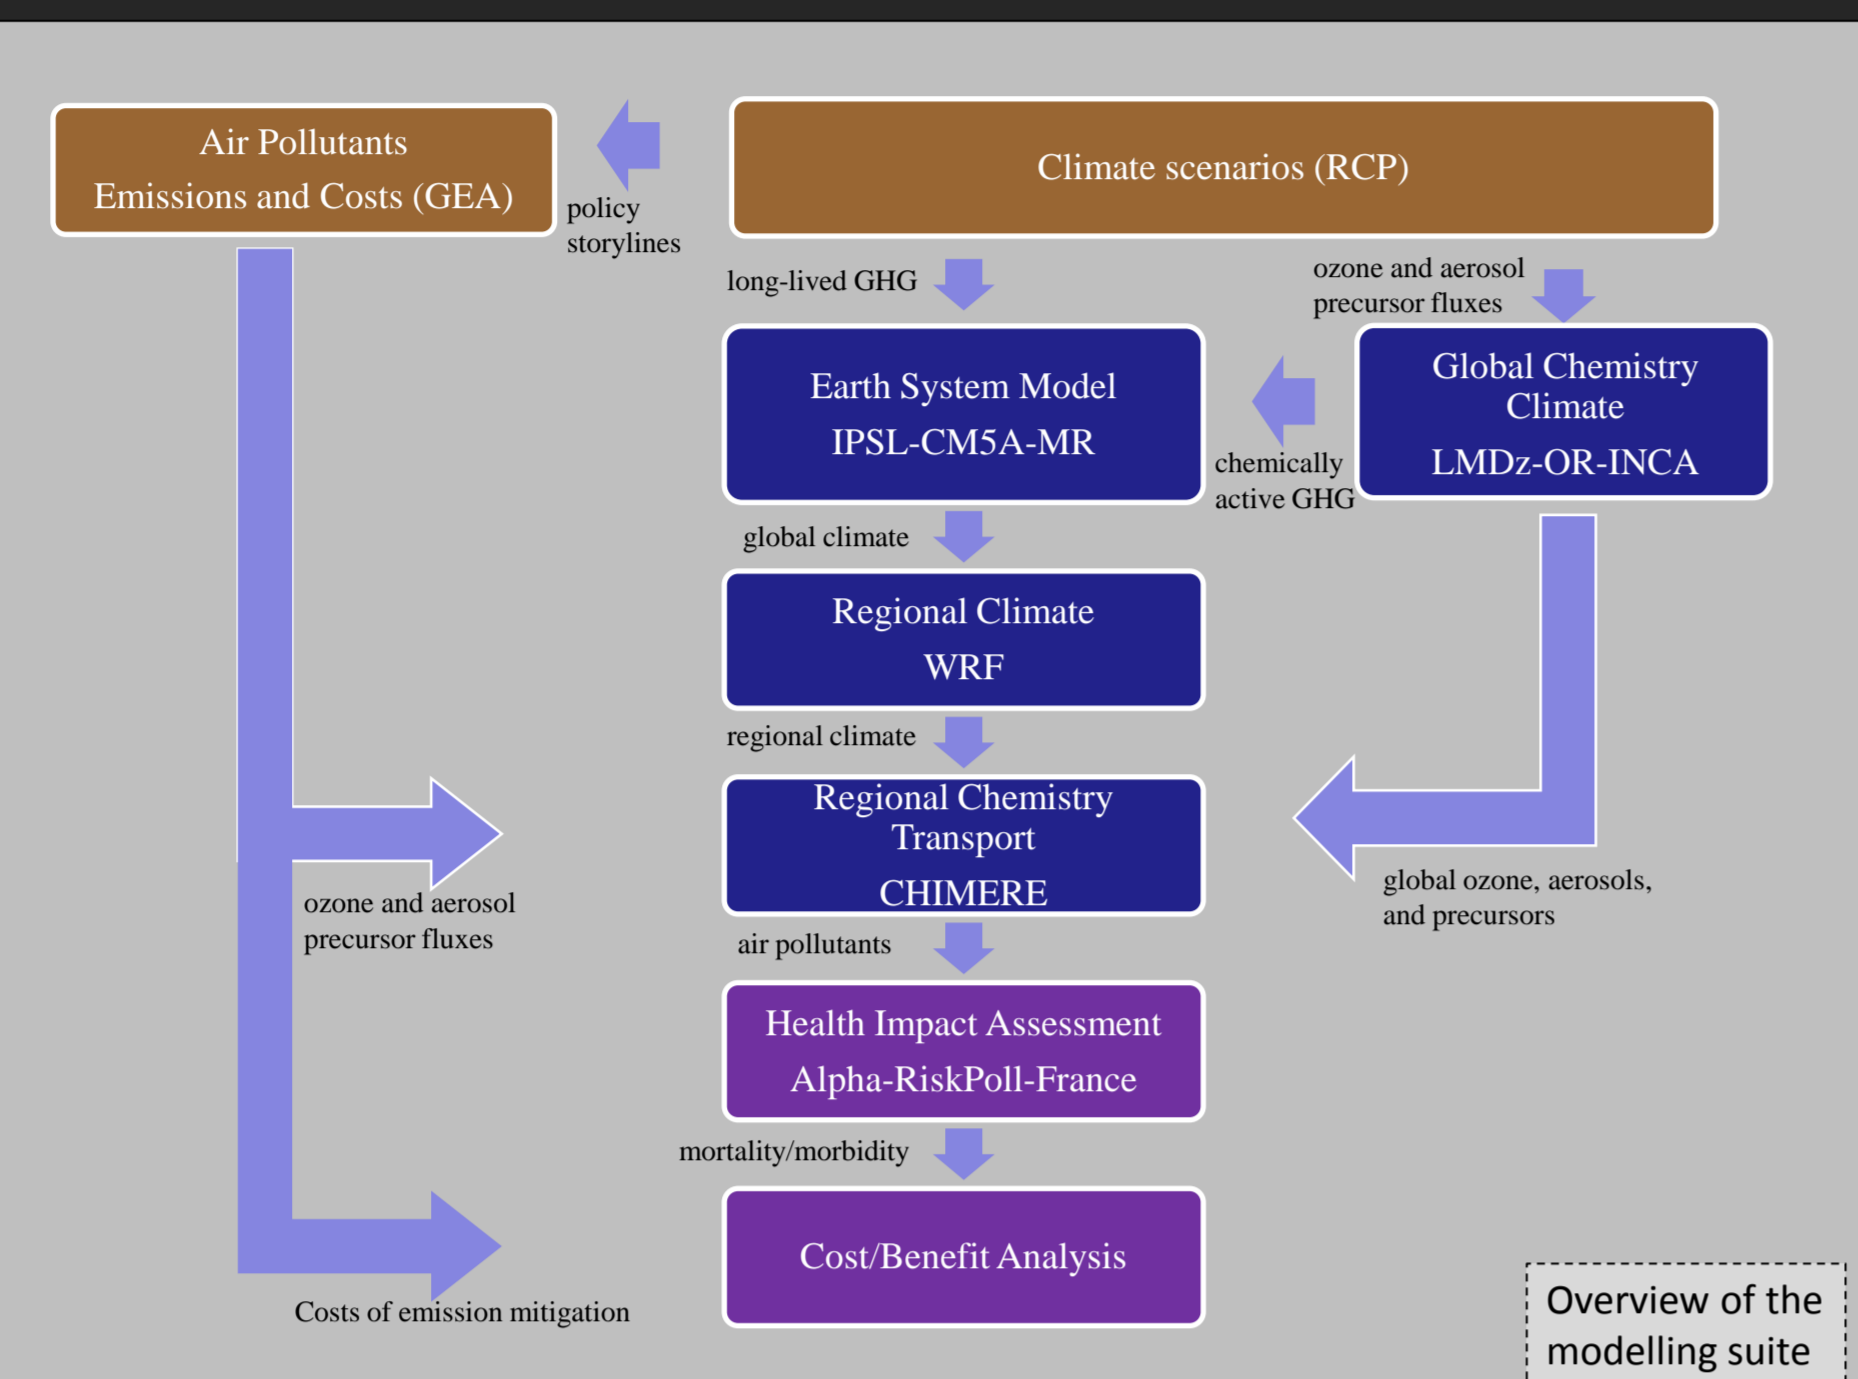 Air Pollutants
Emissions and Costs (GEA)
policy
storylines
Climate scenarios (RCP)
long-lived GHG
ozone and aerosol
precursor fluxes
Earth System Model
IPSL-CM5A-MR
chemically
active GHG
Global Chemistry
Climate
LMDz-OR-INCA
global climate
Regional Climate
WRF
regional climate
Regional Chemistry
Transport
CHIMERE
ozone and aerosol
precursor fluxes
global ozone, aerosols,
and precursors
air pollutants
Health Impact Assessment
Alpha-RiskPoll-France
mortality/morbidity
Cost/Benefit Analysis
Costs of emission mitigation
Overview of the
modelling suite